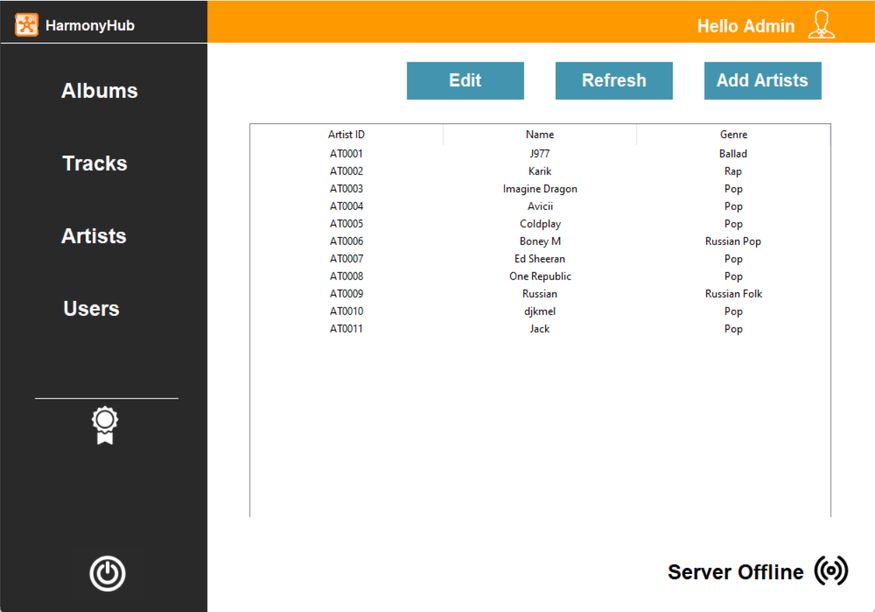 HarmonyHub
Hello Admin
Albums
Tracks
Artists
Users
Edit Refresh Add Artists
Artist ID Name Genre
AT0001 J977 Ballad
AT0002 Karik Rap
AT0003 Imagine Dragon Pop
AT0004 Avicii Pop
AT0005 Coldplay Pop
AT0006 Boney M Russian Pop
AT0007 Ed Sheeran Pop
AT0008 One Republic Pop
AT0009 Russian Russian Folk
AT0010 djkmel Pop
AT0011 Jack Pop
Server Offline